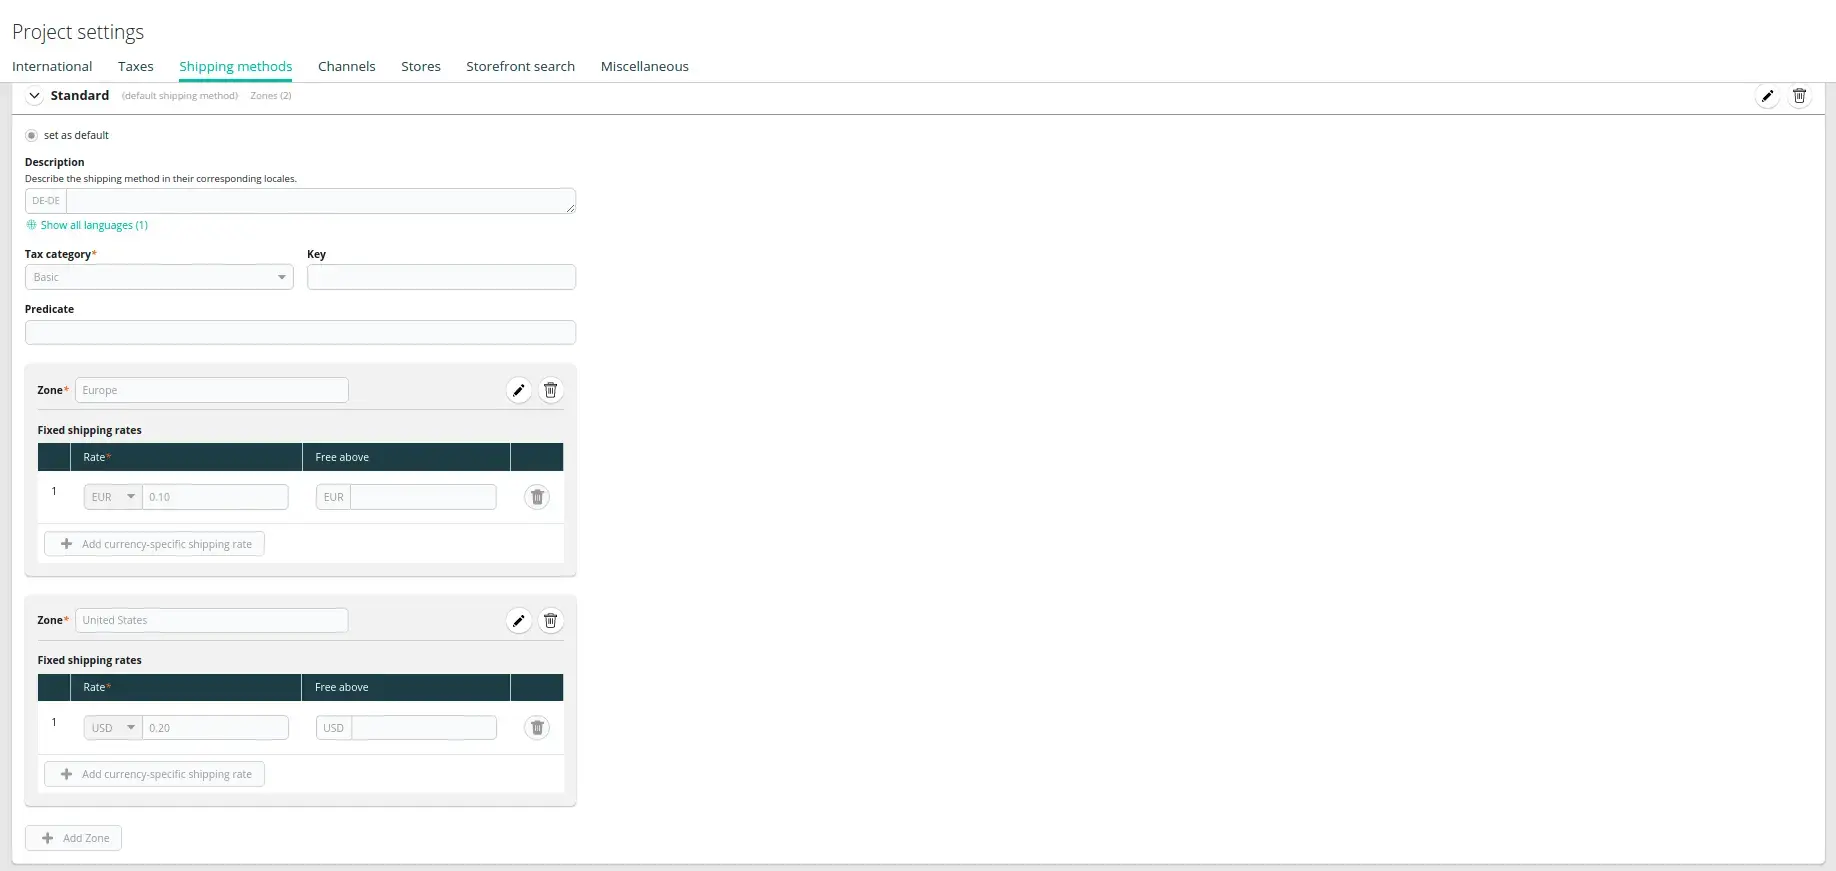 Project settings
International Taxes Shipping methods Channels Stores Storefront search Miscellaneous
Standard (default shipping method) Zones (2)
set as default
Description
Describe the shipping method in their corresponding locales.
DE-DE
Show all languages (1)
Tax category* Key
Basic
Predicate
Zone* Europe
Fixed shipping rates
Rate* Free above
1 EUR 0.10 EUR
Add currency-specific shipping rate
Zone* United States
Fixed shipping rates
Rate* Free above
1 USD 0.20 USD
Add currency-specific shipping rate
Add Zone